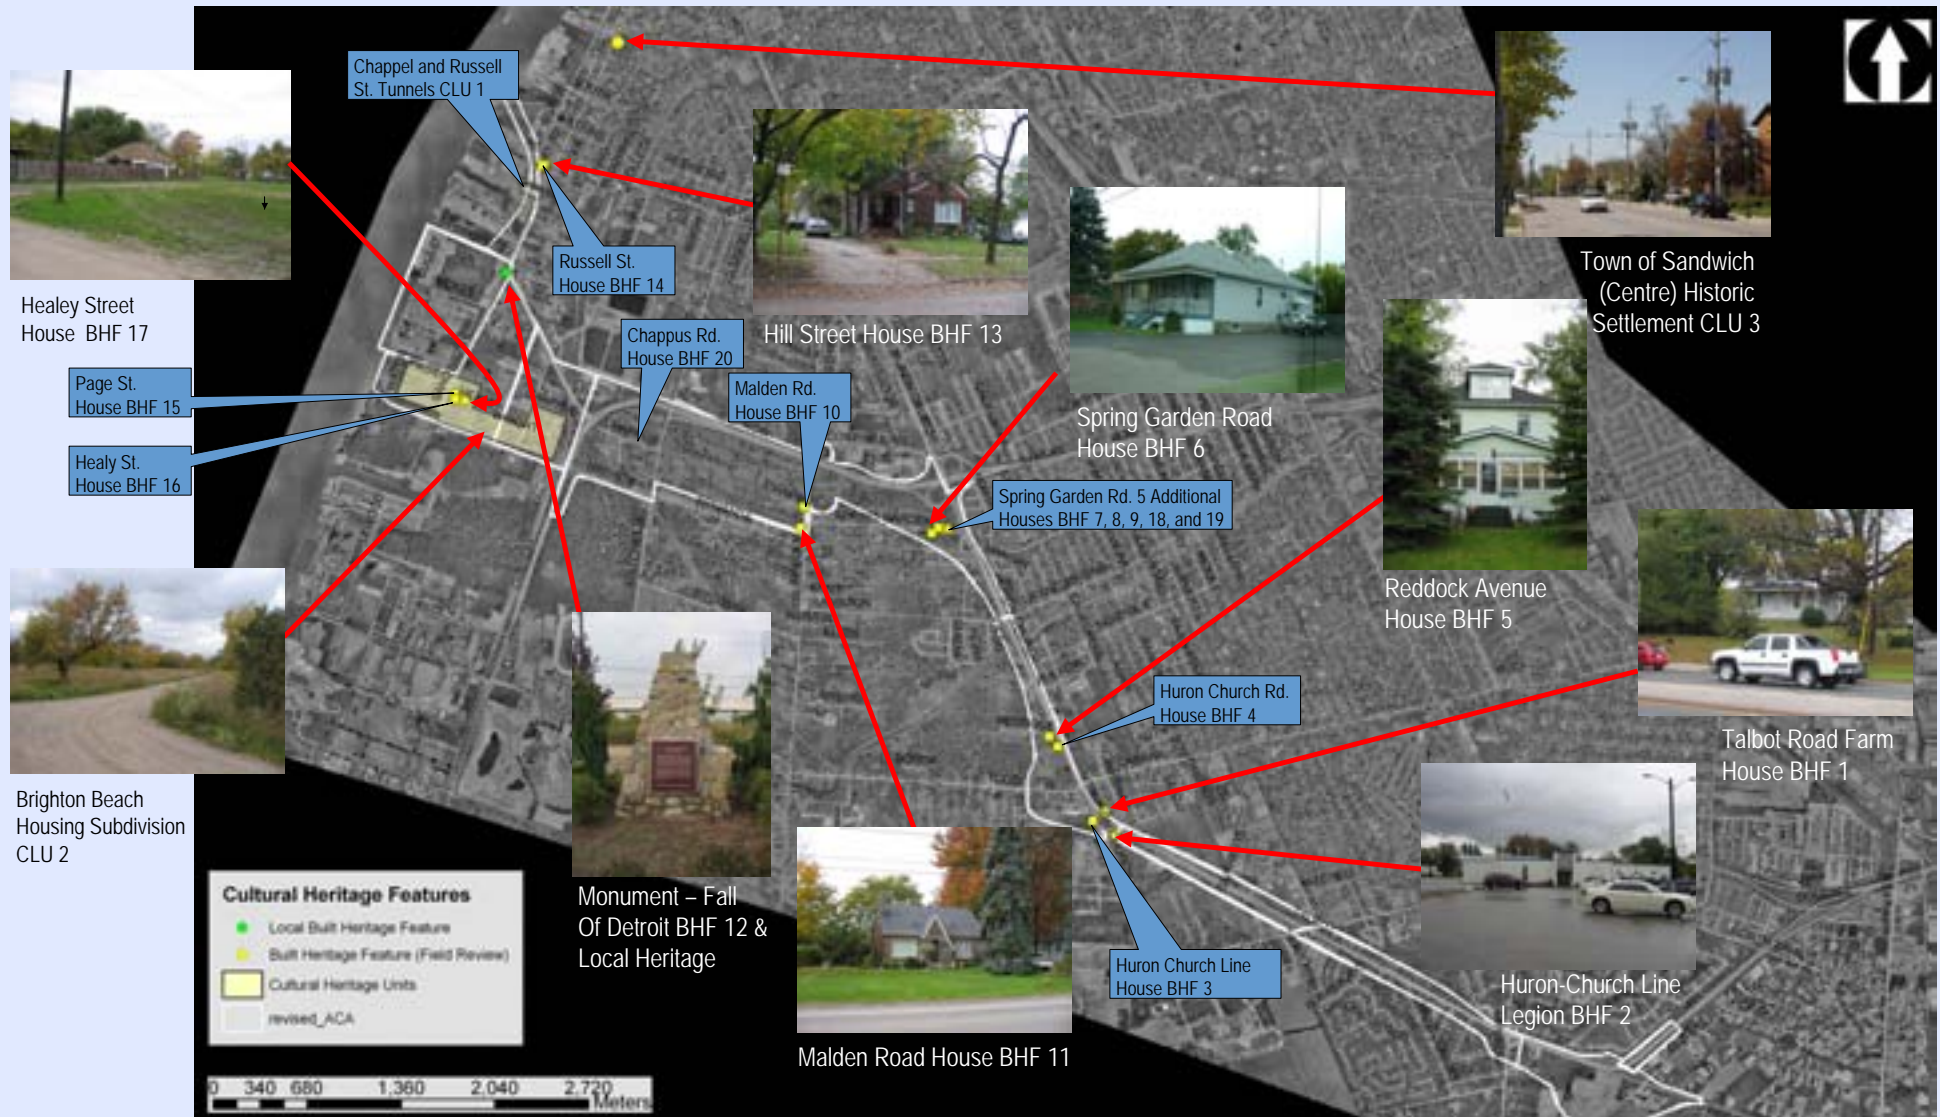 Chappel and Russell
St. Tunnels CLU 1
Healey Street
House BHF 17
Russell St.
House BHF 14
Hill Street House BHF 13
Town of Sandwich
(Centre) Historic
Settlement CLU 3
Chappus Rd.
House BHF 20
Page St.
House BHF 15
Malden Rd.
House BHF 10
Spring Garden Road
House BHF 6
Healy St.
House BHF 16
Spring Garden Rd. 5 Additional
Houses BHF 7, 8, 9, 18, and 19
Reddock Avenue
House BHF 5
Huron Church Rd.
House BHF 4
Talbot Road Farm
House BHF 1
Brighton Beach
Housing Subdivision
CLU 2
Monument – Fall
Of Detroit BHF 12 &
Local Heritage
Huron Church Line
House BHF 3
Huron-Church Line
Legion BHF 2
Malden Road House BHF 11
Cultural Heritage Features
Local Built Heritage Feature
Built Heritage Feature (Field Review)
Cultural Heritage Units
revised_ACA
0 340 680 1,360 2,040 2,720
Meters